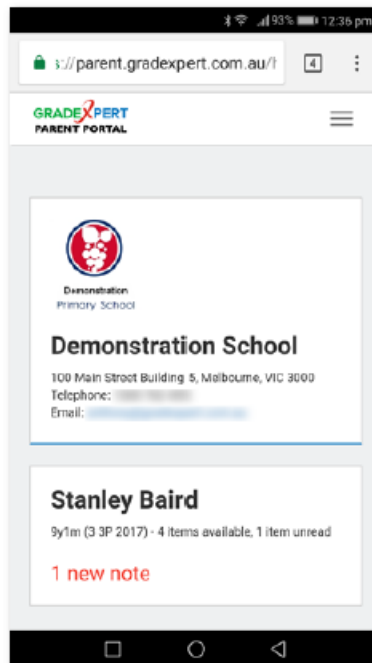 93% 12:36 pm
s://parent.gradexpert.com.au/h
4
GRADEXPERT
PARENT PORTAL
Demonstration
Primary School
Demonstration School
100 Main Street Building 5, Melbourne, VIC 3000
Telephone:
Email:
Stanley Baird
9y1m (3 3P 2017) - 4 items available, 1 item unread
1 new note